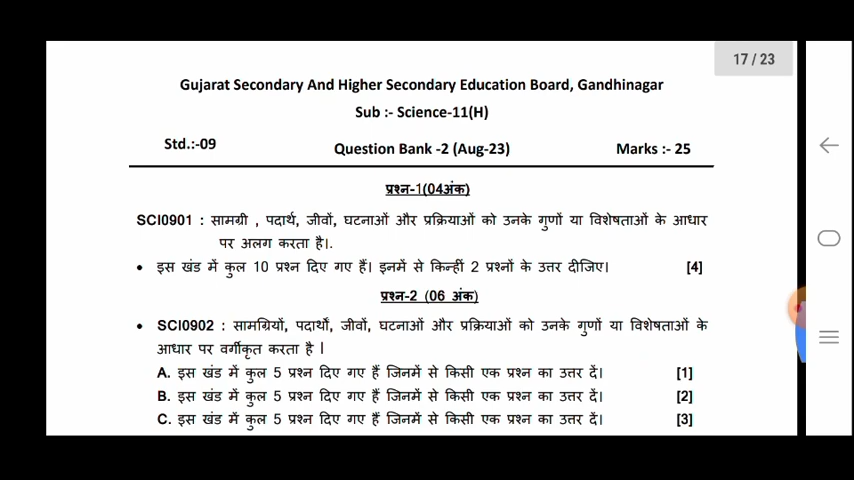 17 / 23
Gujarat Secondary And Higher Secondary Education Board, Gandhinagar
Sub :- Science-11(H)
Std.:-09 Question Bank -2 (Aug-23) Marks :- 25
प्रश्न-1(04अंक)
SCI0901 : सामग्री , पदार्थ, जीवों, घटनाओं और प्रक्रियाओं को उनके गुणों या विशेषताओं के आधार
पर अलग करता है।.
• इस खंड में कुल 10 प्रश्न दिए गए हैं। इनमें से किन्हीं 2 प्रश्नों के उत्तर दीजिए। [4]
प्रश्न-2 (06 अंक)
• SCI0902 : सामग्रियों, पदार्थों, जीवों, घटनाओं और प्रक्रियाओं को उनके गुणों या विशेषताओं के
आधार पर वर्गीकृत करता है |
A. इस खंड में कुल 5 प्रश्न दिए गए हैं जिनमें से किसी एक प्रश्न का उत्तर दें। [1]
B. इस खंड में कुल 5 प्रश्न दिए गए हैं जिनमें से किसी एक प्रश्न का उत्तर दें। [2]
C. इस खंड में कुल 5 प्रश्न दिए गए हैं जिनमें से किसी एक प्रश्न का उत्तर दें। [3]